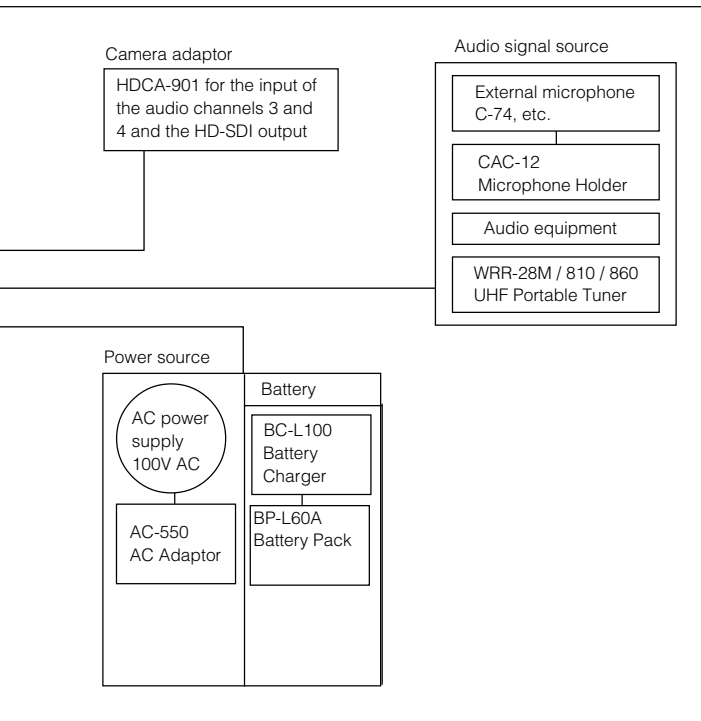 Camera adaptor
HDCA-901 for the input of
the audio channels 3 and
4 and the HD-SDI output
Audio signal source
External microphone
C-74, etc.
CAC-12
Microphone Holder
Audio equipment
WRR-28M / 810 / 860
UHF Portable Tuner
Power source
AC power
supply
100V AC
AC-550
AC Adaptor
Battery
BC-L100
Battery
Charger
BP-L60A
Battery Pack